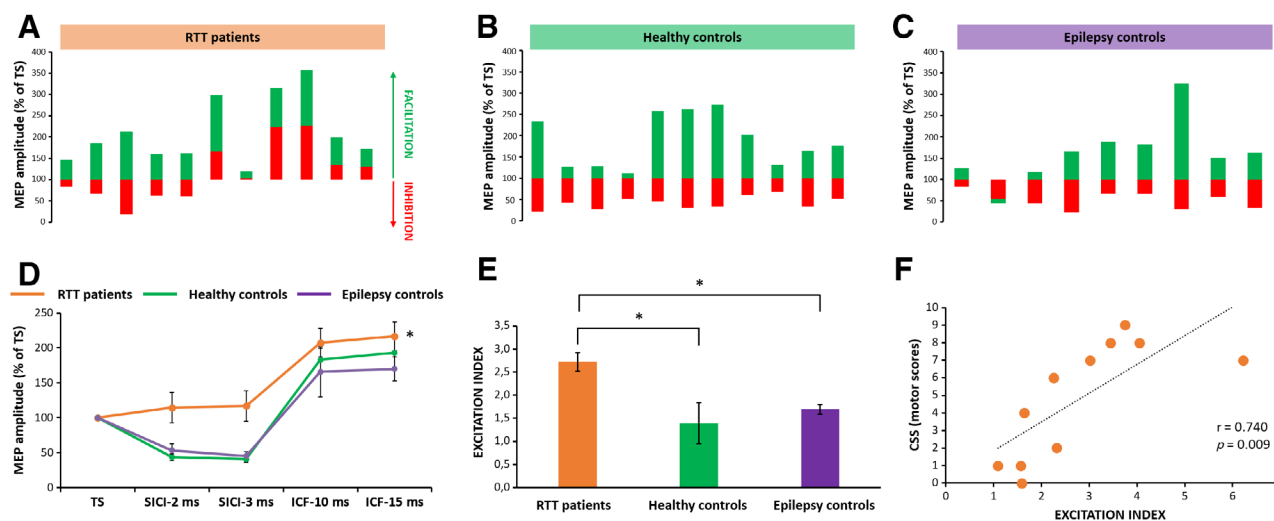 A
RTT patients
MEP amplitude (% of TS)
400
350
300
250
200
150
100
50
0
FACILITATION
INHIBITION
B
Healthy controls
MEP amplitude (% of TS)
400
350
300
250
200
150
100
50
0
C
Epilepsy controls
MEP amplitude (% of TS)
400
350
300
250
200
150
100
50
0
D
RTT patients Healthy controls Epilepsy controls
MEP amplitude (% of TS)
250
200
150
100
50
0
*
TS SICI-2 ms SICI-3 ms ICF-10 ms ICF-15 ms
E
EXCITATION INDEX
3,5
3,0
2,5
2,0
1,5
1,0
0,5
0,0
*
*
RTT patients Healthy controls Epilepsy controls
F
CSS (motor scores)
10
9
8
7
6
5
4
3
2
1
0
r = 0.740
p = 0.009
0 1 2 3 4 5 6
EXCITATION INDEX